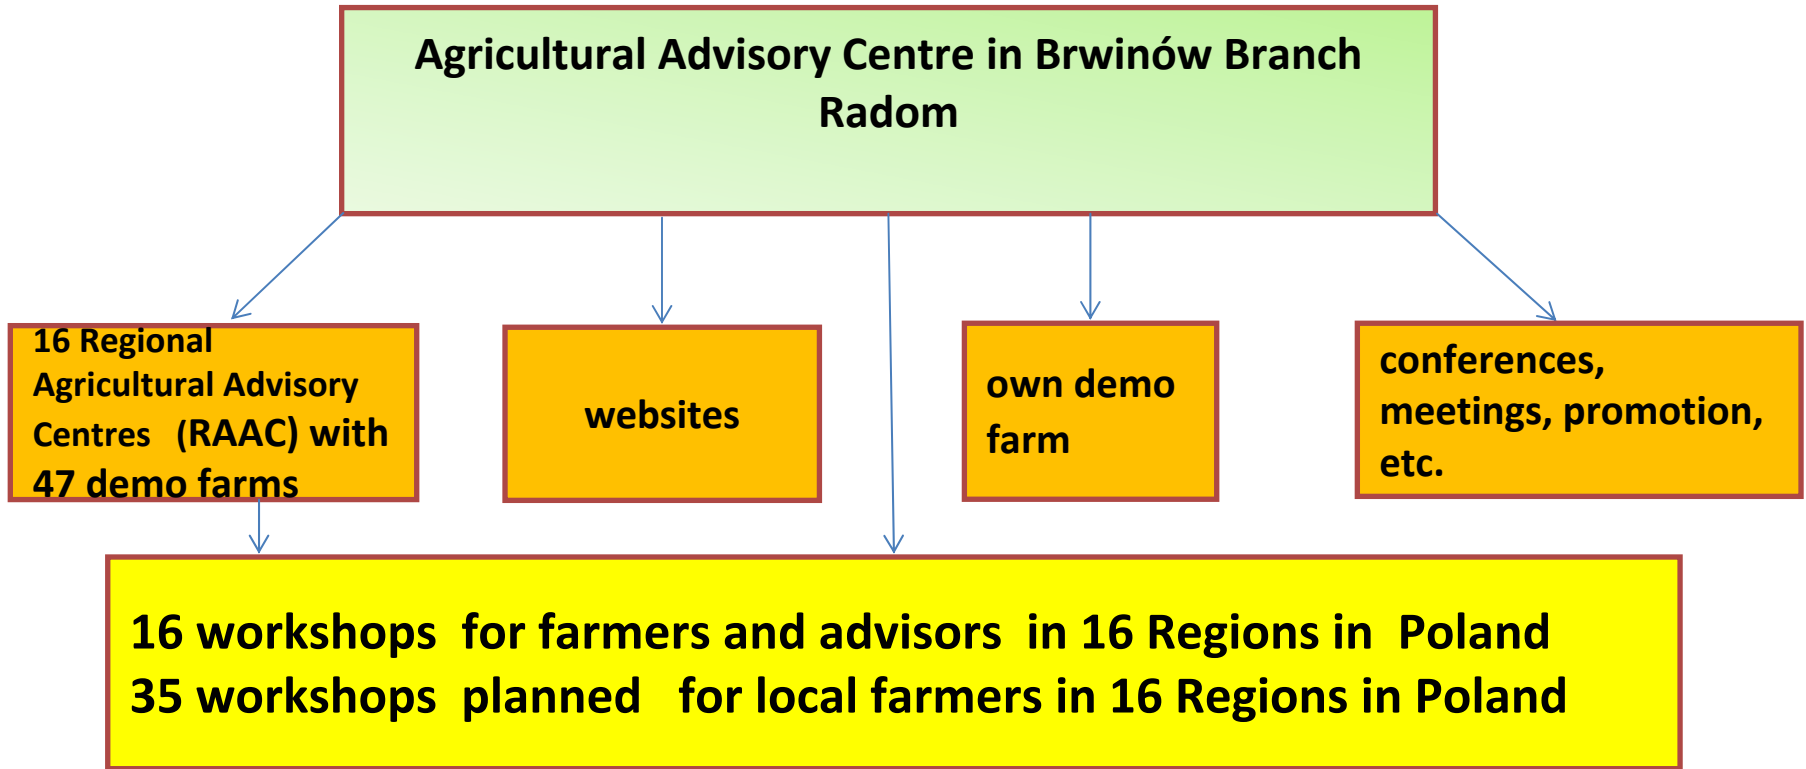 Agricultural Advisory Centre in Brwinów Branch
Radom
16 Regional
Agricultural Advisory
Centres (RAAC) with
47 demo farms
websites
own demo
farm
conferences,
meetings, promotion,
etc.
16 workshops for farmers and advisors in 16 Regions in Poland
35 workshops planned for local farmers in 16 Regions in Poland